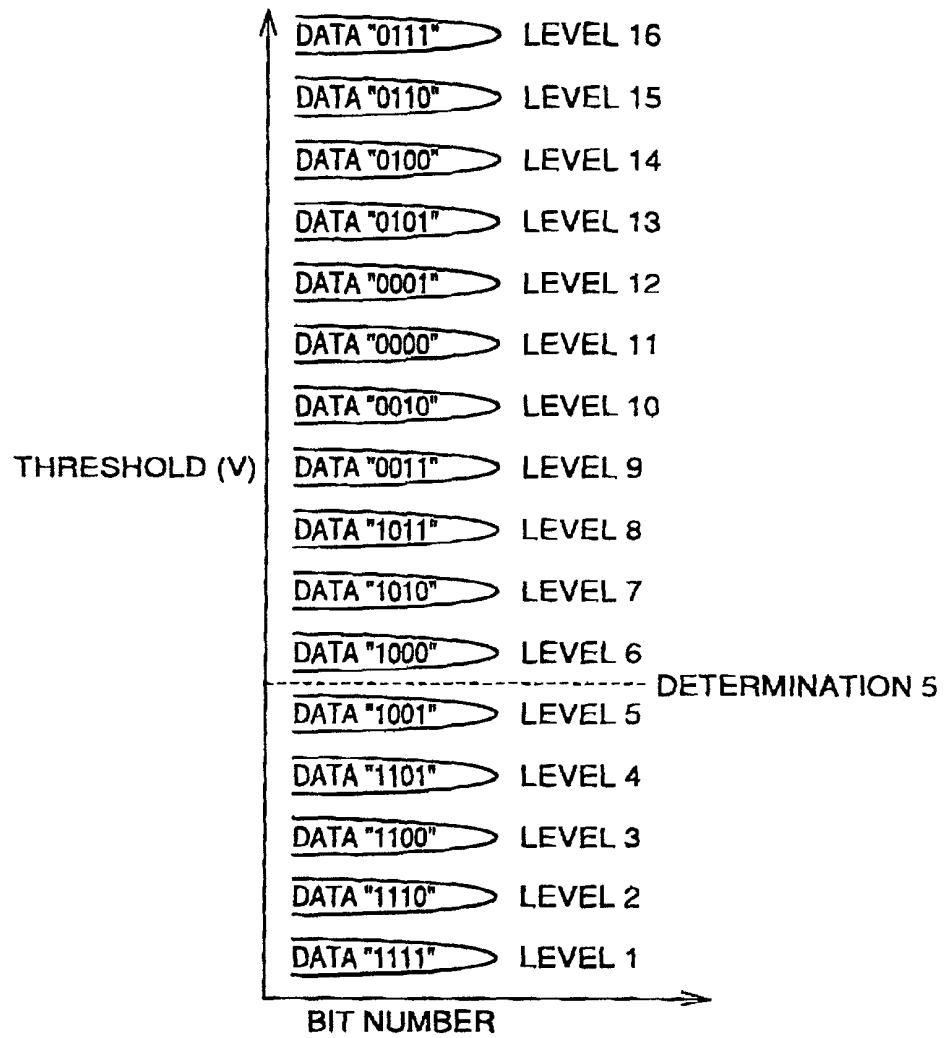 DATA "0111" LEVEL 16
DATA "0110" LEVEL 15
DATA "0100" LEVEL 14
DATA "0101" LEVEL 13
DATA "0001" LEVEL 12
DATA "0000" LEVEL 11
DATA "0010" LEVEL 10
THRESHOLD (V) DATA "0011" LEVEL 9
DATA "1011" LEVEL 8
DATA "1010" LEVEL 7
DATA "1000" LEVEL 6
DETERMINATION 5
DATA "1001" LEVEL 5
DATA "1101" LEVEL 4
DATA "1100" LEVEL 3
DATA "1110" LEVEL 2
DATA "1111" LEVEL 1
BIT NUMBER